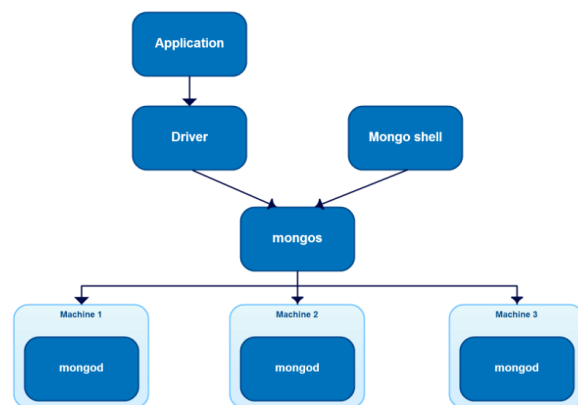 Application
Driver
Mongo shell
mongos
Machine 1
Machine 2
Machine 3
mongod
mongod
mongod